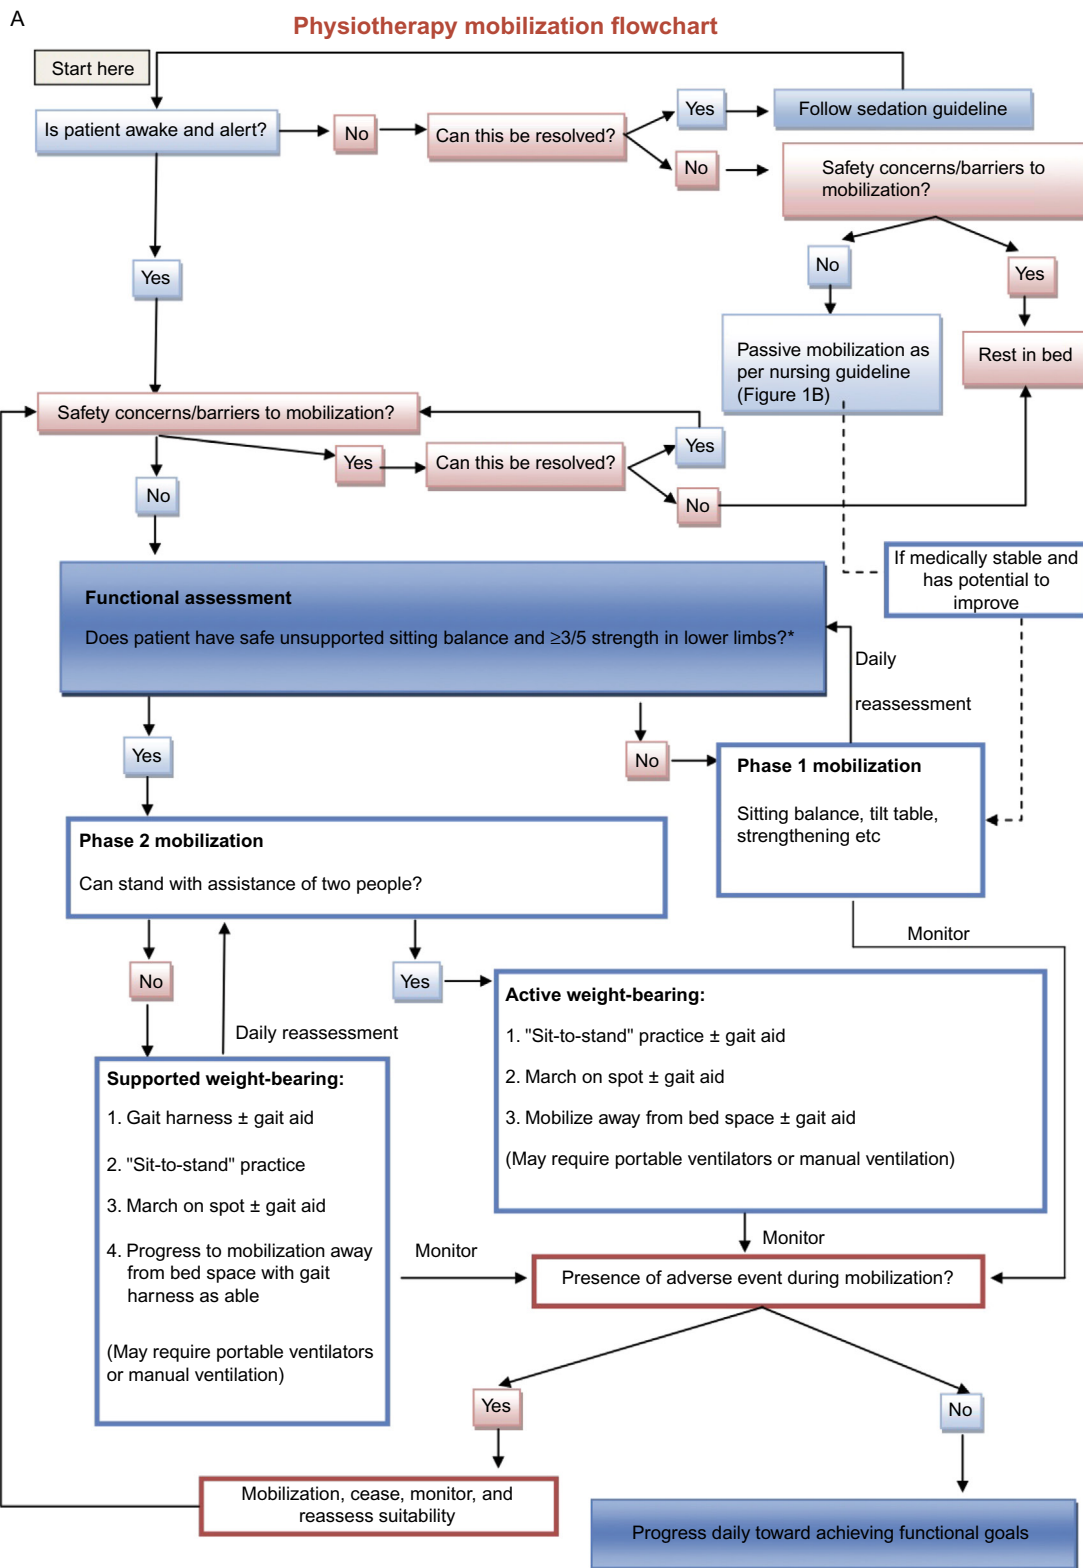 A
Physiotherapy mobilization flowchart
Start here
Is patient awake and alert?
No
Can this be resolved?
Yes
Follow sedation guideline
No
Safety concerns/barriers to
mobilization?
No
Yes
Passive mobilization as
per nursing guideline
(Figure 1B)
Rest in bed
Yes
Safety concerns/barriers to mobilization?
Yes
Can this be resolved?
Yes
No
No
If medically stable and
has potential to
improve
Functional assessment
Does patient have safe unsupported sitting balance and ≥3/5 strength in lower limbs?*
Daily
reassessment
Yes
No
Phase 1 mobilization
Sitting balance, tilt table,
strengthening etc
Phase 2 mobilization
Can stand with assistance of two people?
Monitor
No
Yes
Daily reassessment
Active weight-bearing:
1. "Sit-to-stand" practice ± gait aid
2. March on spot ± gait aid
3. Mobilize away from bed space ± gait aid
(May require portable ventilators or manual ventilation)
Supported weight-bearing:
1. Gait harness ± gait aid
2. "Sit-to-stand" practice
3. March on spot ± gait aid
4. Progress to mobilization away
from bed space with gait
harness as able
(May require portable ventilators
or manual ventilation)
Monitor
Monitor
Presence of adverse event during mobilization?
Yes
No
Mobilization, cease, monitor, and
reassess suitability
Progress daily toward achieving functional goals